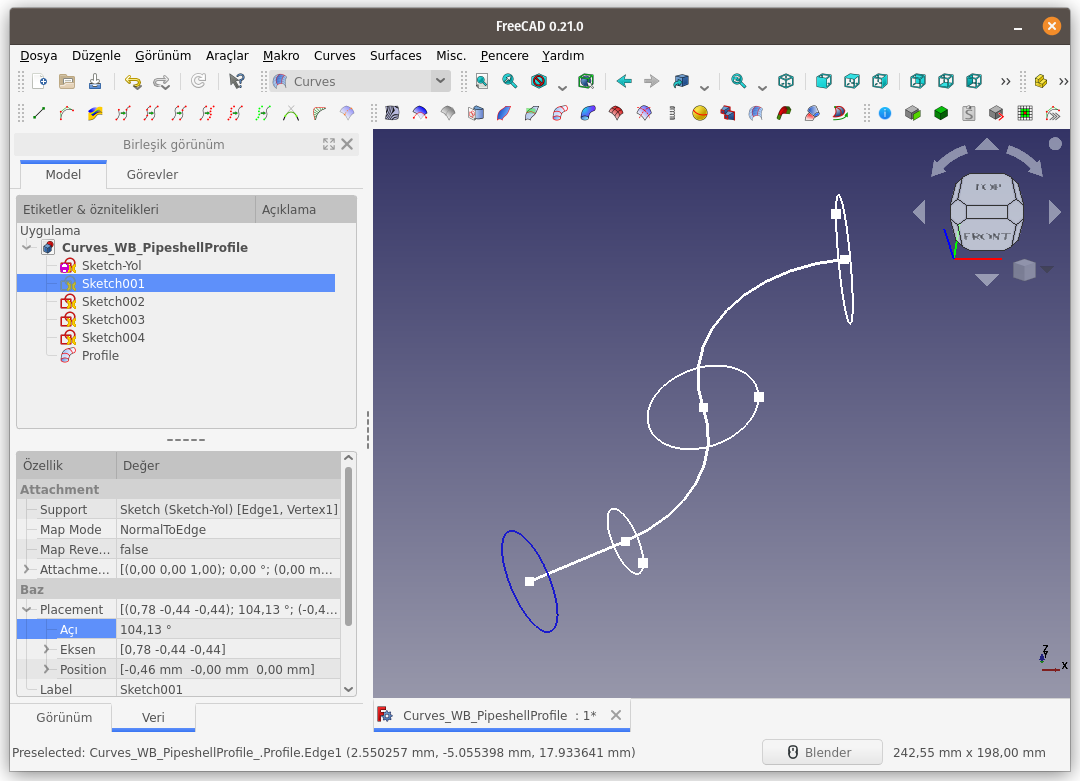 FreeCAD 0.21.0
Dosya Düzenle Görünüm Araçlar Makro Curves Surfaces Misc. Pencere Yardım
Curves
Birleşik görünüm
Model Görevler
Etiketler & öznitelikleri Açıklama
Uygulama
Curves_WB_PipeshellProfile
Sketch-Yol
Sketch001
Sketch002
Sketch003
Sketch004
Profile
TOP
FRONT
Özellik Değer
Attachment
Support Sketch (Sketch-Yol) [Edge1, Vertex1]
Map Mode NormalToEdge
Map Reve... false
Attachme... [(0,00 0,00 1,00); 0,00 °; (0,00 m...
Baz
Placement [(0,78 -0,44 -0,44); 104,13 °; (-0,4...
Açı 104,13 °
Eksen [0,78 -0,44 -0,44]
Position [-0,46 mm -0,00 mm 0,00 mm]
Label Sketch001
Z
Y
X
Görünüm Veri
Curves_WB_PipeshellProfile : 1*
Preselected: Curves_WB_PipeshellProfile_.Profile.Edge1 (2.550257 mm, -5.055398 mm, 17.933641 mm)
Blender
242,55 mm x 198,00 mm